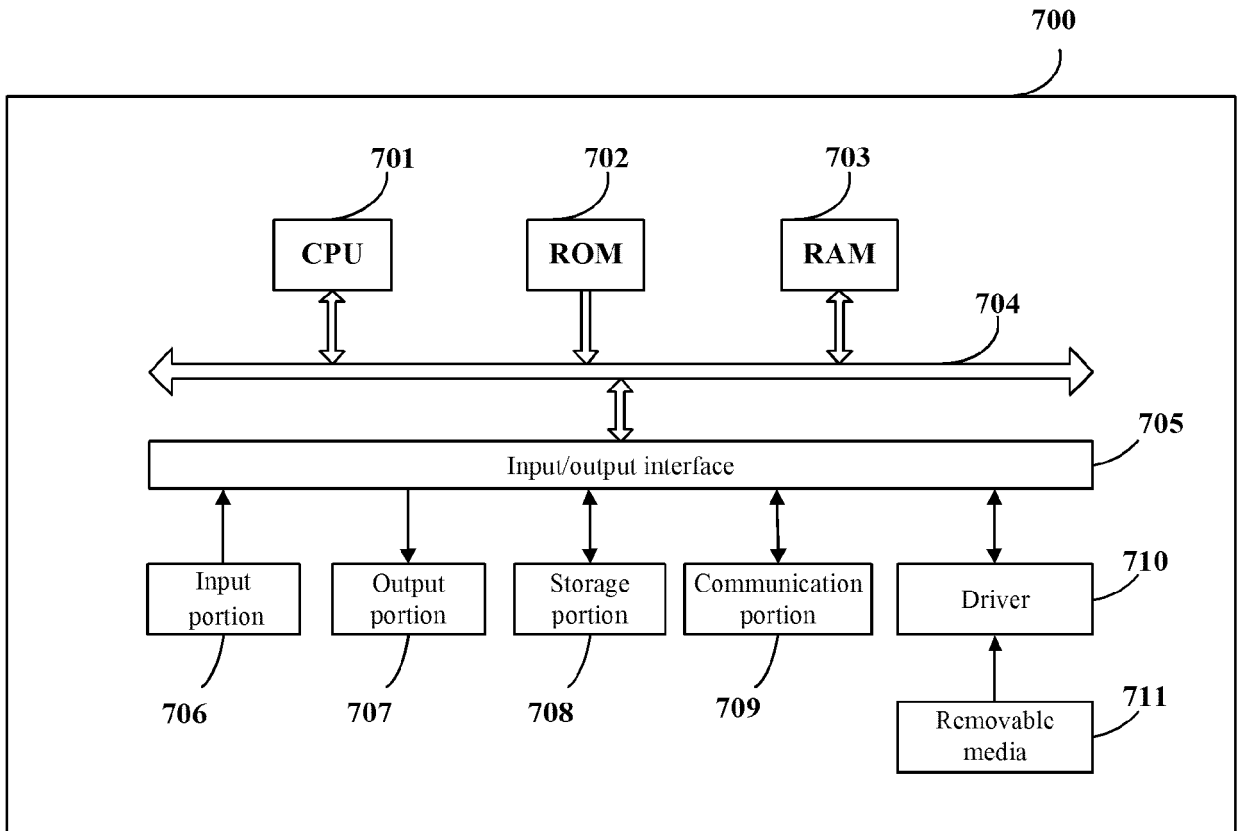 700
701
702
703
CPU
ROM
RAM
704
705
Input/output interface
Input
portion
Output
portion
Storage
portion
Communication
portion
Driver
710
706
707
708
709
711
Removable
media